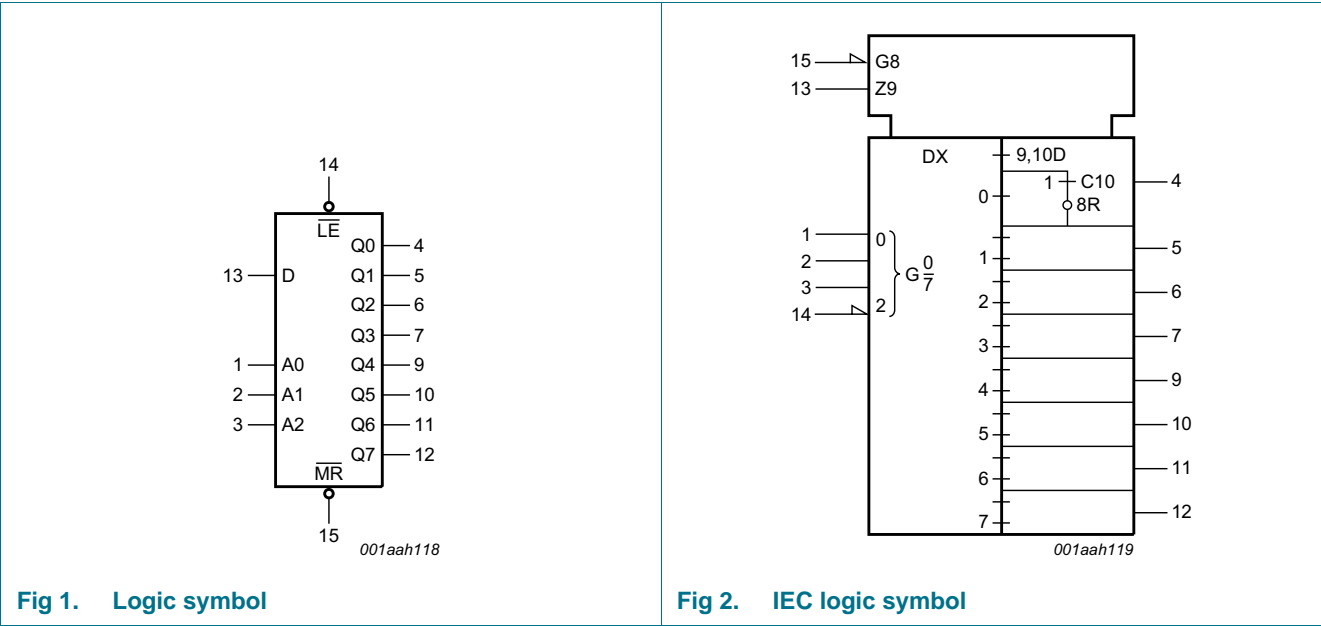 14
L̅E̅
Q0 4
13 D Q1 5
Q2 6
Q3 7
1 A0 Q4 9
2 A1 Q5 10
3 A2 Q6 11
Q7 12
M̅R̅
15
001aah118
Fig 1. Logic symbol
15 G8
13 Z9
DX 9,10D
1 C10 4
0 8R
1 0 5
2 G 0/7 1
3 6
14 2 2
3 7
4 9
5 10
6 11
7 12
001aah119
Fig 2. IEC logic symbol